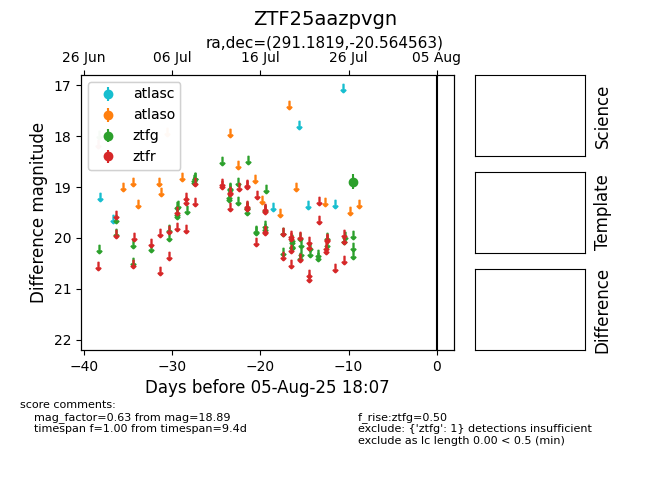 ZTF25aazpvgn
ra,dec=(291.1819,-20.564563)
26 Jun 06 Jul 16 Jul 26 Jul 05 Aug
17
18
19
20
21
22
Difference magnitude
atlasc
atlaso
ztfg
ztfr
−40 −30 −20 −10 0
Days before 05-Aug-25 18:07
Science
Template
Difference
score comments:
mag_factor=0.63 from mag=18.89
timespan f=1.00 from timespan=9.4d
f_rise:ztfg=0.50
exclude: {'ztfg': 1} detections insufficient
exclude as lc length 0.00 < 0.5 (min)